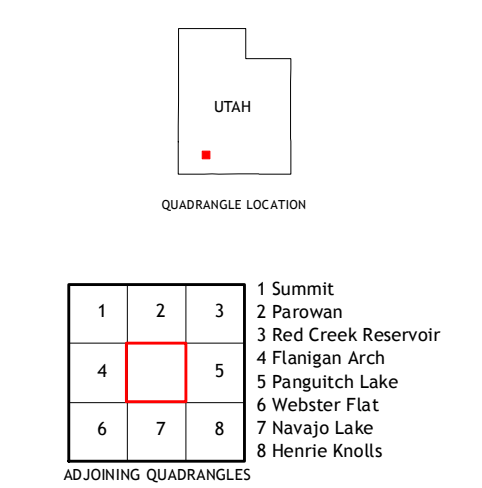 UTAH
QUADRANGLE LOCATION
1 2 3
4 5
6 7 8
1 Summit
2 Parowan
3 Red Creek Reservoir
4 Flanigan Arch
5 Panguitch Lake
6 Webster Flat
7 Navajo Lake
8 Henrie Knolls
ADJOINING QUADRANGLES